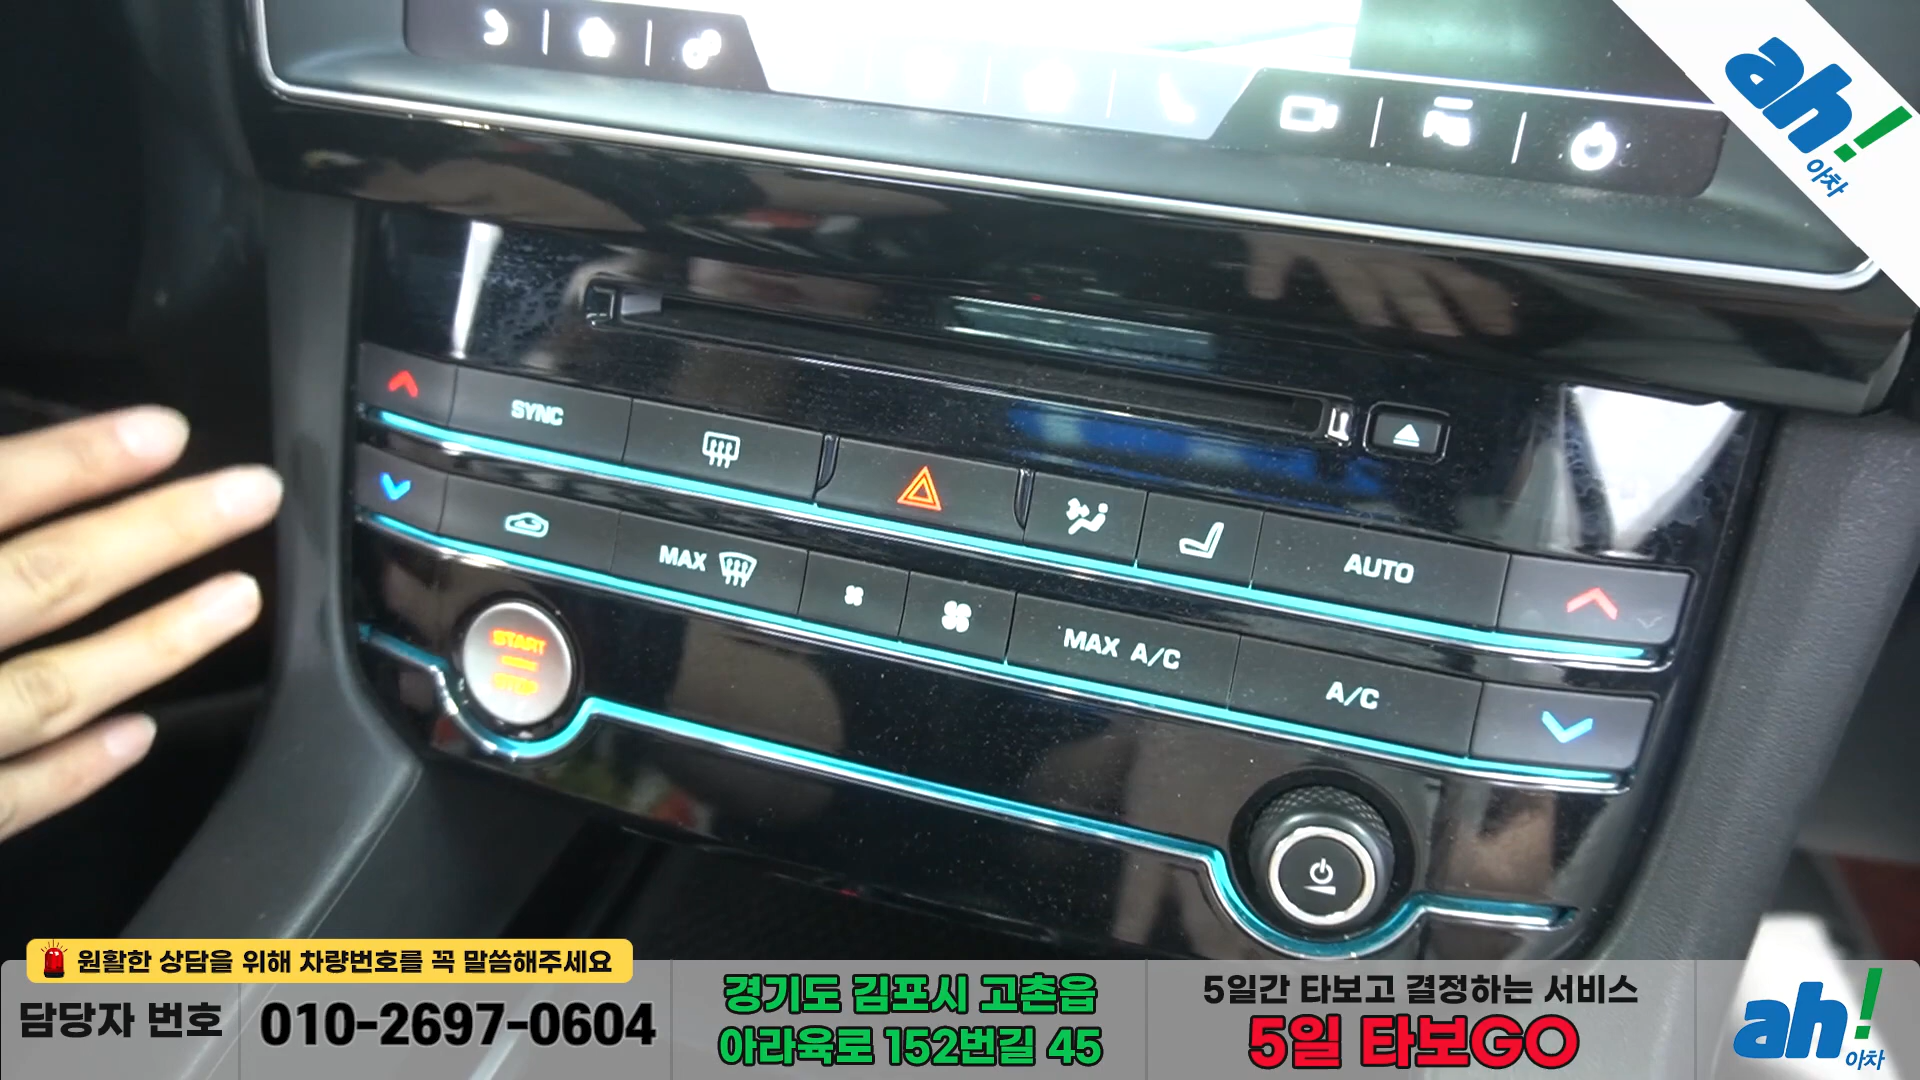 ah!
아차
SYNC
AUTO
MAX
MAX A/C
A/C
START
STOP
원활한 상담을 위해 차량번호를 꼭 말씀해주세요
담당자 번호
010-2697-0604
경기도 김포시 고촌읍
아라육로 152번길 45
5일간 타보고 결정하는 서비스
5일 타보GO
ah!
아차